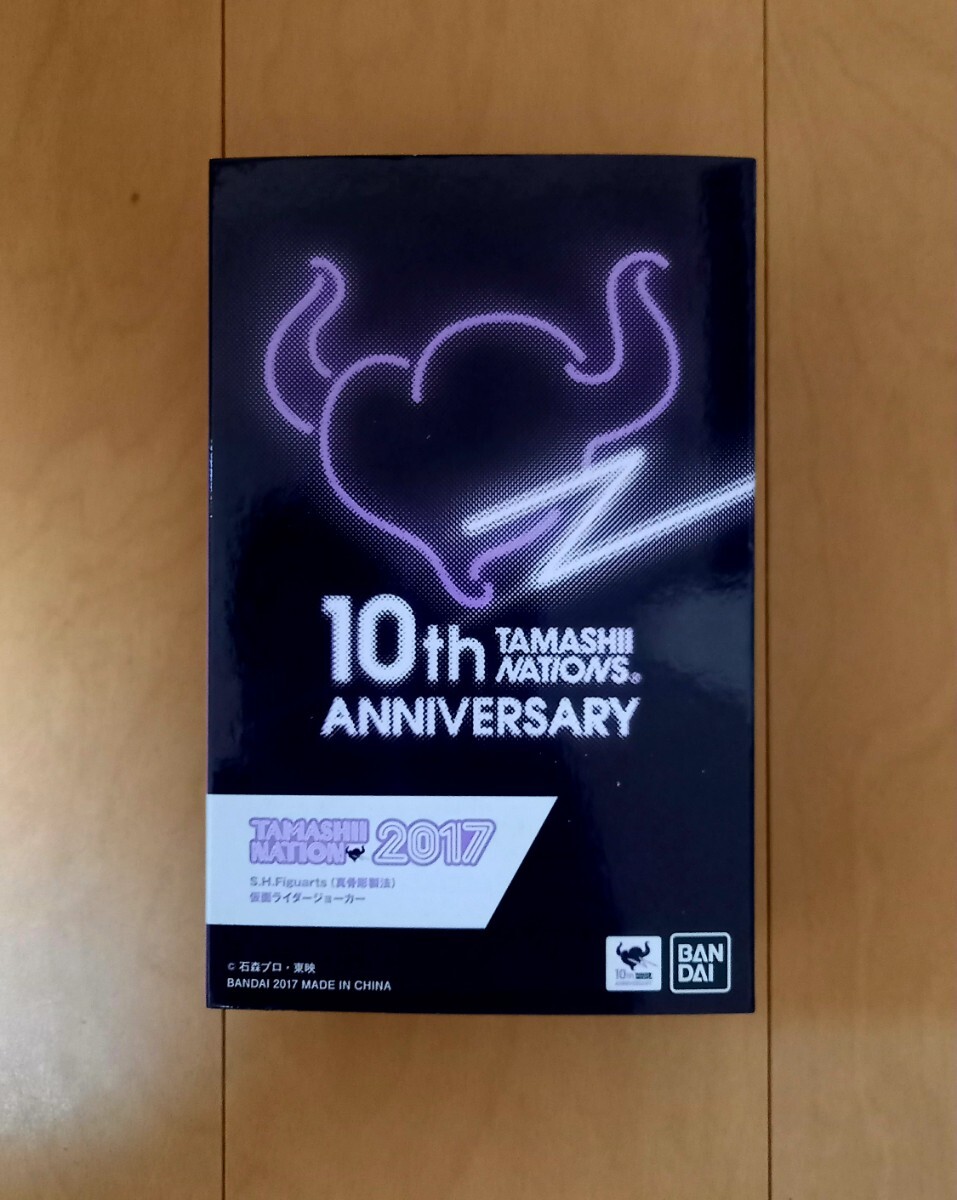 10th TAMASHII
NATIONS®
ANNIVERSARY
TAMASHII
NATION 2017
S.H.Figuarts（真骨彫製法）
仮面ライダージョーカー
© 石森プロ・東映
BANDAI 2017 MADE IN CHINA
10th
BAN
DAI